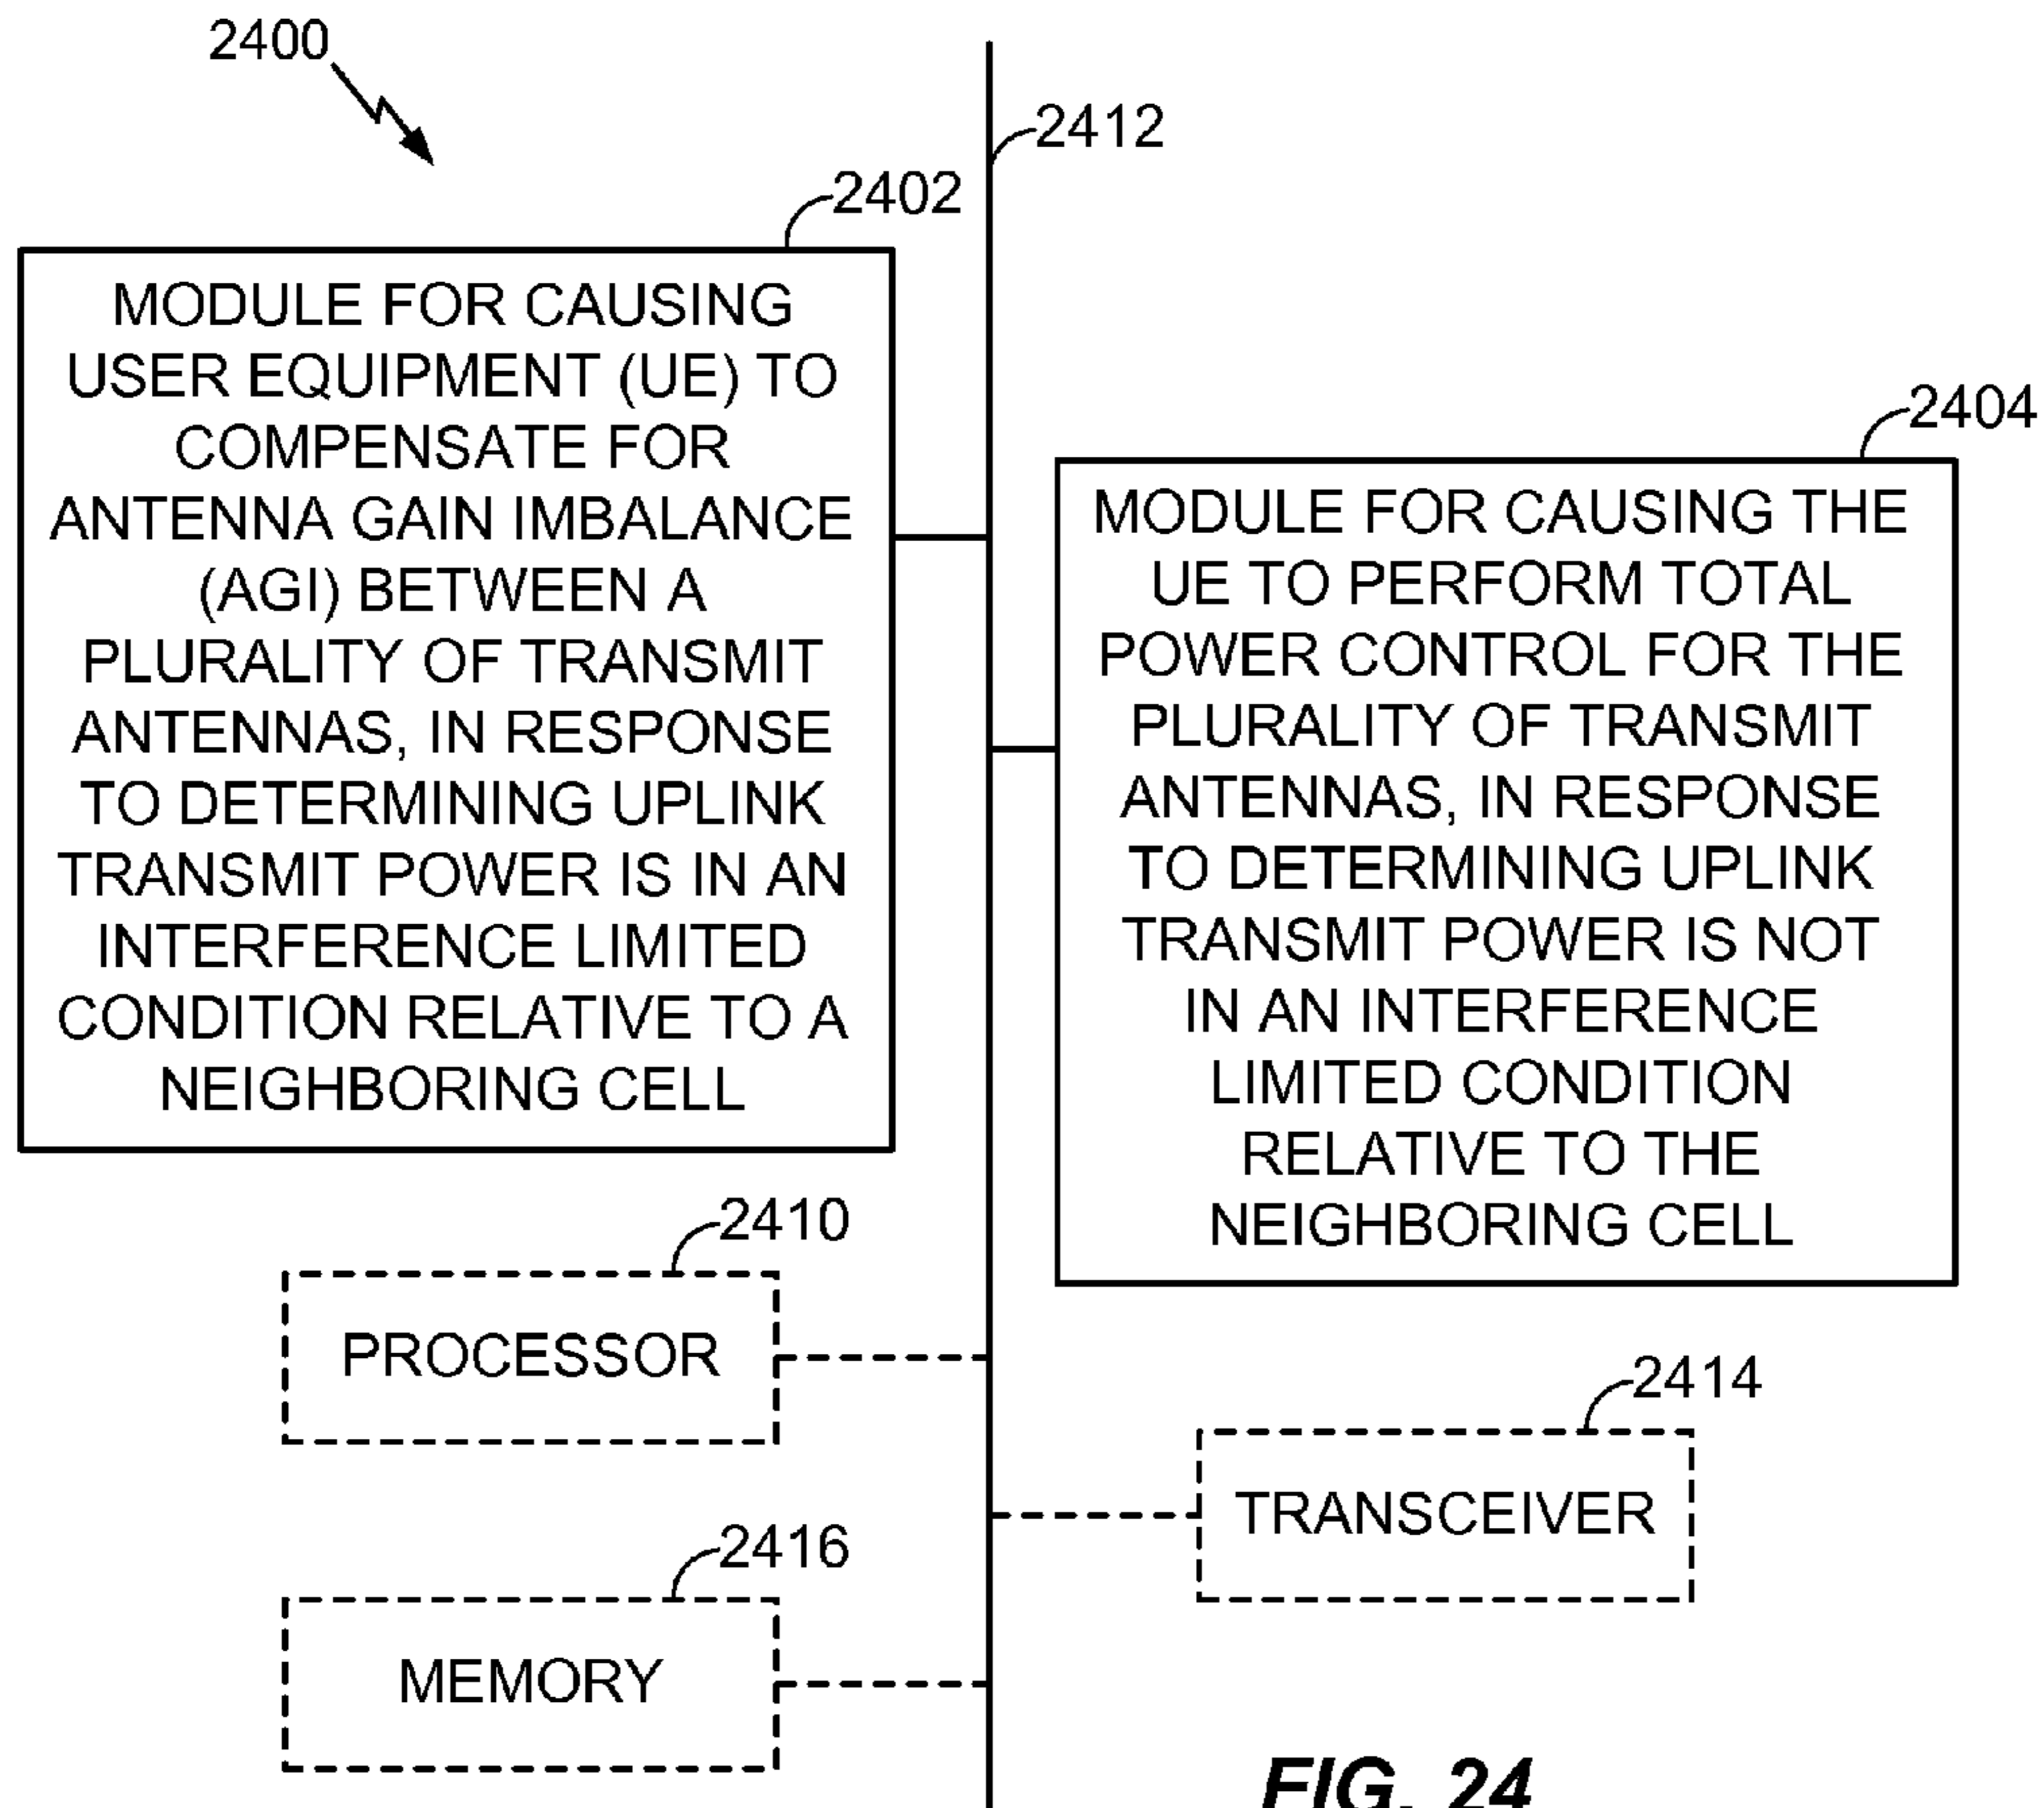 2400
2412
2402
MODULE FOR CAUSING
USER EQUIPMENT (UE) TO
COMPENSATE FOR
ANTENNA GAIN IMBALANCE
(AGI) BETWEEN A
PLURALITY OF TRANSMIT
ANTENNAS, IN RESPONSE
TO DETERMINING UPLINK
TRANSMIT POWER IS IN AN
INTERFERENCE LIMITED
CONDITION RELATIVE TO A
NEIGHBORING CELL
2404
MODULE FOR CAUSING THE
UE TO PERFORM TOTAL
POWER CONTROL FOR THE
PLURALITY OF TRANSMIT
ANTENNAS, IN RESPONSE
TO DETERMINING UPLINK
TRANSMIT POWER IS NOT
IN AN INTERFERENCE
LIMITED CONDITION
RELATIVE TO THE
NEIGHBORING CELL
2410
PROCESSOR
2414
TRANSCEIVER
2416
MEMORY
FIG. 24